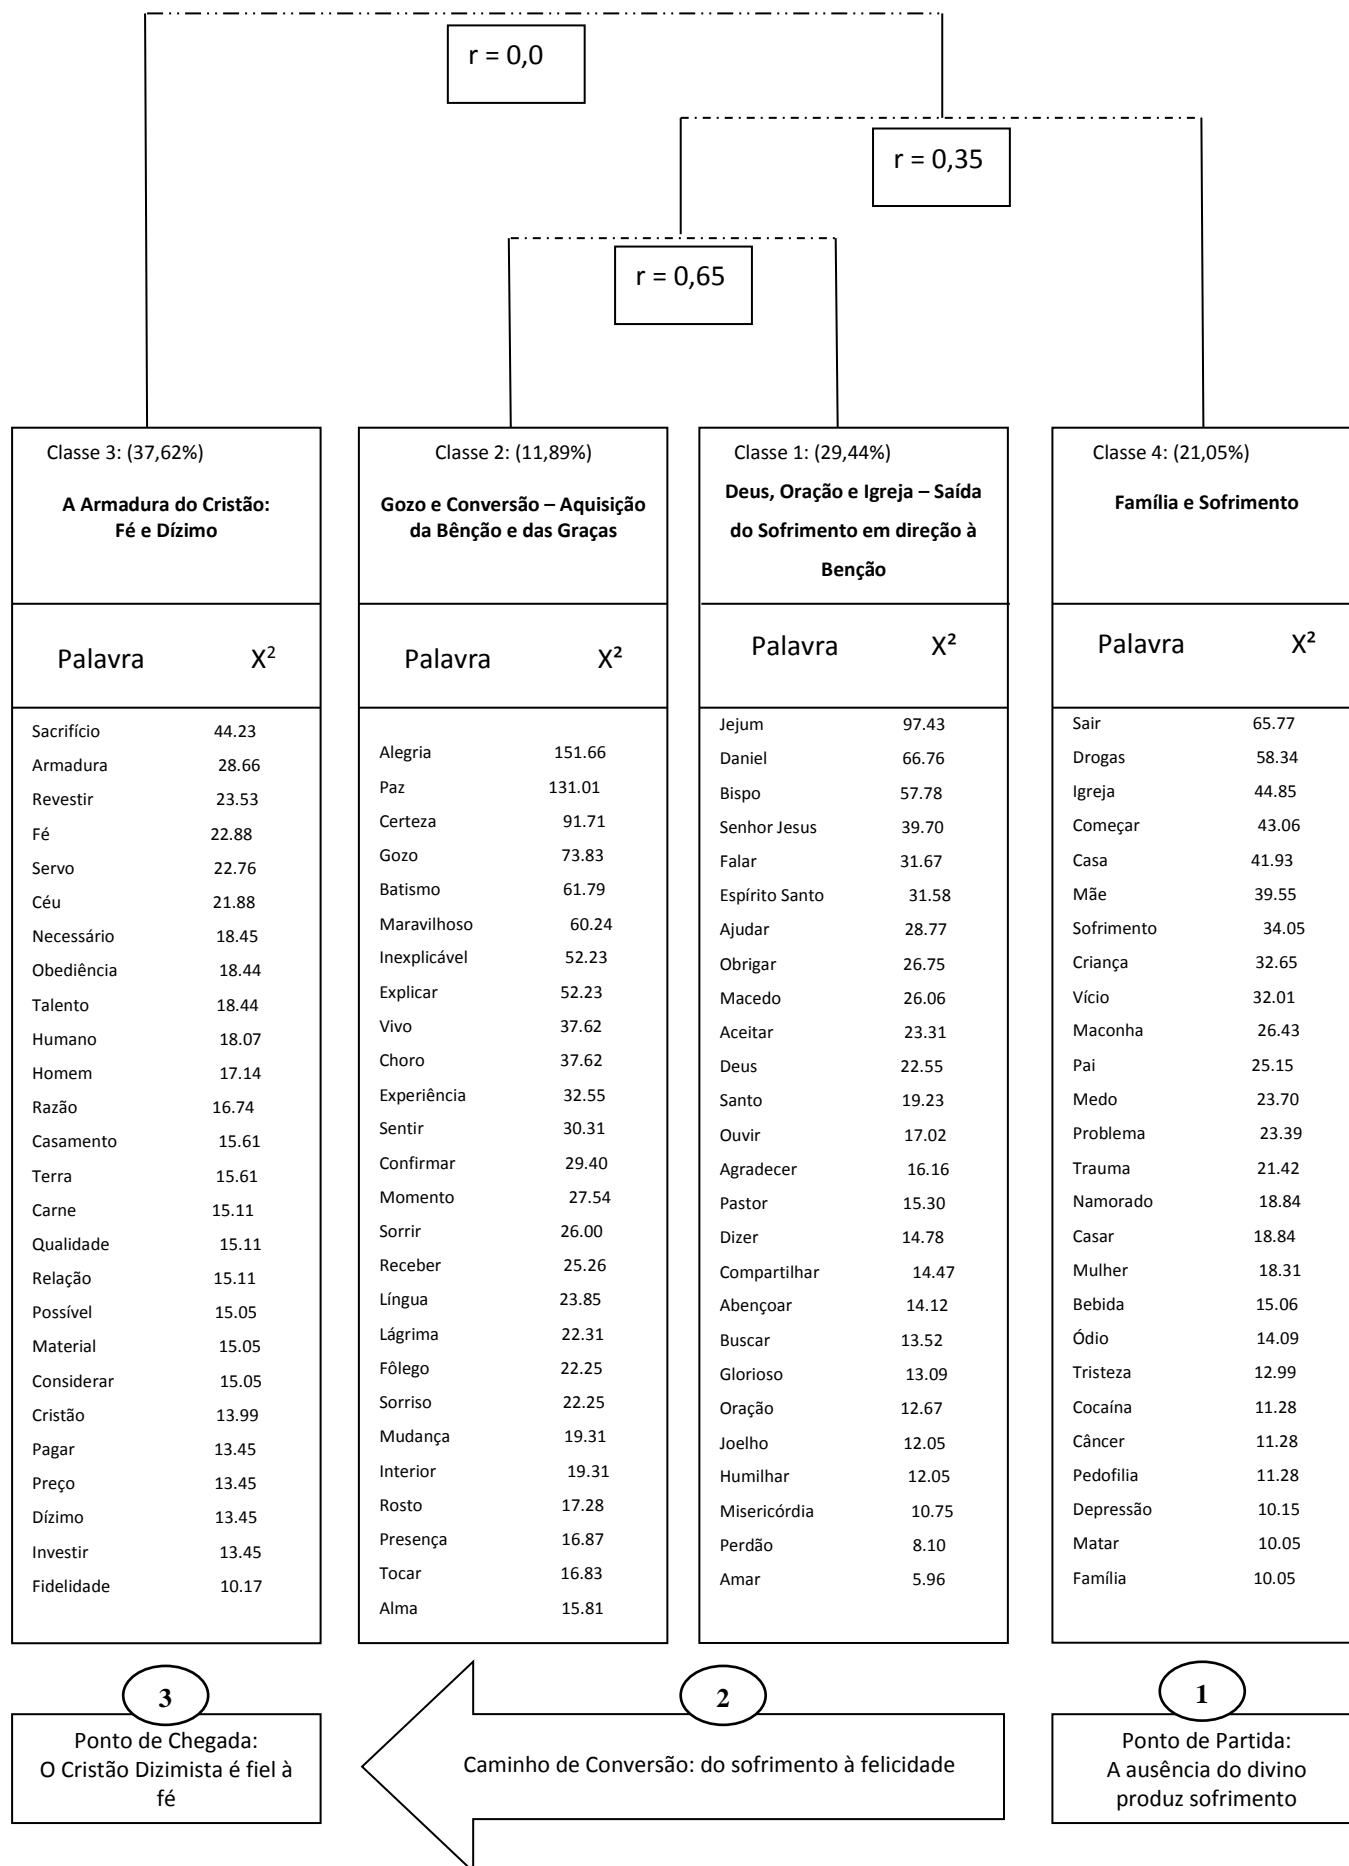 r = 0,0
r = 0,35
r = 0,65
Classe 3: (37,62%)
A Armadura do Cristão:
Fé e Dízimo
Palavra X²
Sacrifício 44.23
Armadura 28.66
Revestir 23.53
Fé 22.88
Servo 22.76
Céu 21.88
Necessário 18.45
Obediência 18.44
Talento 18.44
Humano 18.07
Homem 17.14
Razão 16.74
Casamento 15.61
Terra 15.61
Carne 15.11
Qualidade 15.11
Relação 15.11
Possível 15.05
Material 15.05
Considerar 15.05
Cristão 13.99
Pagar 13.45
Preço 13.45
Dízimo 13.45
Investir 13.45
Fidelidade 10.17
Classe 2: (11,89%)
Gozo e Conversão – Aquisição
da Bênção e das Graças
Palavra X²
Alegria 151.66
Paz 131.01
Certeza 91.71
Gozo 73.83
Batismo 61.79
Maravilhoso 60.24
Inexplicável 52.23
Explicar 52.23
Vivo 37.62
Choro 37.62
Experiência 32.55
Sentir 30.31
Confirmar 29.40
Momento 27.54
Sorrir 26.00
Receber 25.26
Língua 23.85
Lágrima 22.31
Fôlego 22.25
Sorriso 22.25
Mudança 19.31
Interior 19.31
Rosto 17.28
Presença 16.87
Tocar 16.83
Alma 15.81
Classe 1: (29,44%)
Deus, Oração e Igreja – Saída
do Sofrimento em direção à
Benção
Palavra X²
Jejum 97.43
Daniel 66.76
Bispo 57.78
Senhor Jesus 39.70
Falar 31.67
Espírito Santo 31.58
Ajudar 28.77
Obrigar 26.75
Macedo 26.06
Aceitar 23.31
Deus 22.55
Santo 19.23
Ouvir 17.02
Agradecer 16.16
Pastor 15.30
Dizer 14.78
Compartilhar 14.47
Abençoar 14.12
Buscar 13.52
Glorioso 13.09
Oração 12.67
Joelho 12.05
Humilhar 12.05
Misericórdia 10.75
Perdão 8.10
Amar 5.96
Classe 4: (21,05%)
Família e Sofrimento
Palavra X²
Sair 65.77
Drogas 58.34
Igreja 44.85
Começar 43.06
Casa 41.93
Mãe 39.55
Sofrimento 34.05
Criança 32.65
Vício 32.01
Maconha 26.43
Pai 25.15
Medo 23.70
Problema 23.39
Trauma 21.42
Namorado 18.84
Casar 18.84
Mulher 18.31
Bebida 15.06
Ódio 14.09
Tristeza 12.99
Cocaína 11.28
Câncer 11.28
Pedofilia 11.28
Depressão 10.15
Matar 10.05
Família 10.05
3
Ponto de Chegada:
O Cristão Dizimista é fiel à
fé
2
Caminho de Conversão: do sofrimento à felicidade
1
Ponto de Partida:
A ausência do divino
produz sofrimento